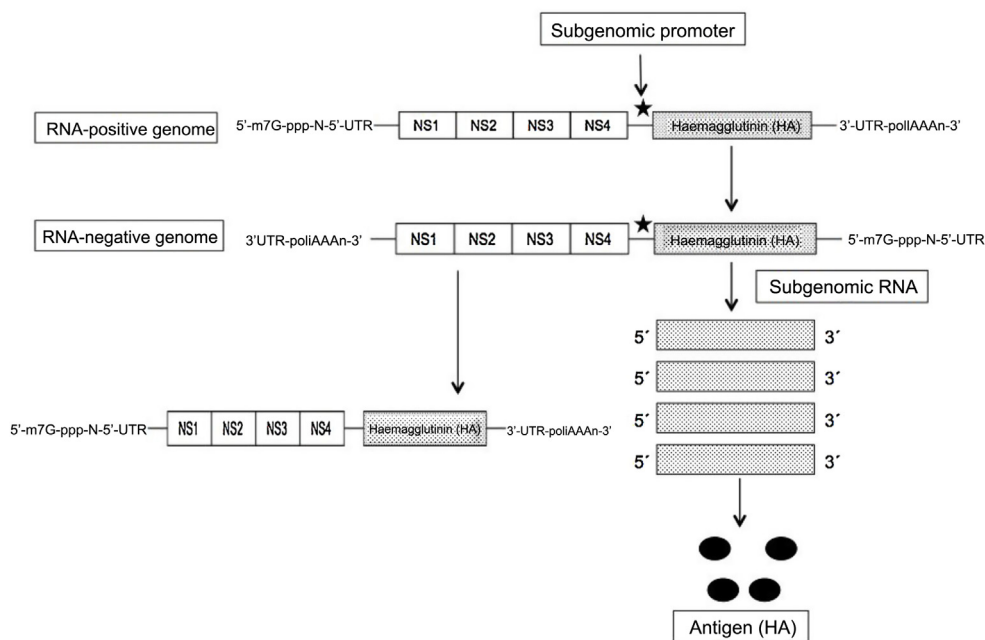 Subgenomic promoter
RNA-positive genome
5'-m7G-ppp-N-5'-UTR NS1 NS2 NS3 NS4 Haemagglutinin (HA) 3'-UTR-poliIAAAn-3'
RNA-negative genome
3'UTR-poliAAAn-3' NS1 NS2 NS3 NS4 Haemagglutinin (HA) 5'-m7G-ppp-N-5'-UTR
Subgenomic RNA
5´ 3´
5´ 3´
5'-m7G-ppp-N-5'-UTR NS1 NS2 NS3 NS4 Haemagglutinin (HA) 3'-UTR-poliAAAn-3'
5´ 3´
5´ 3´
Antigen (HA)